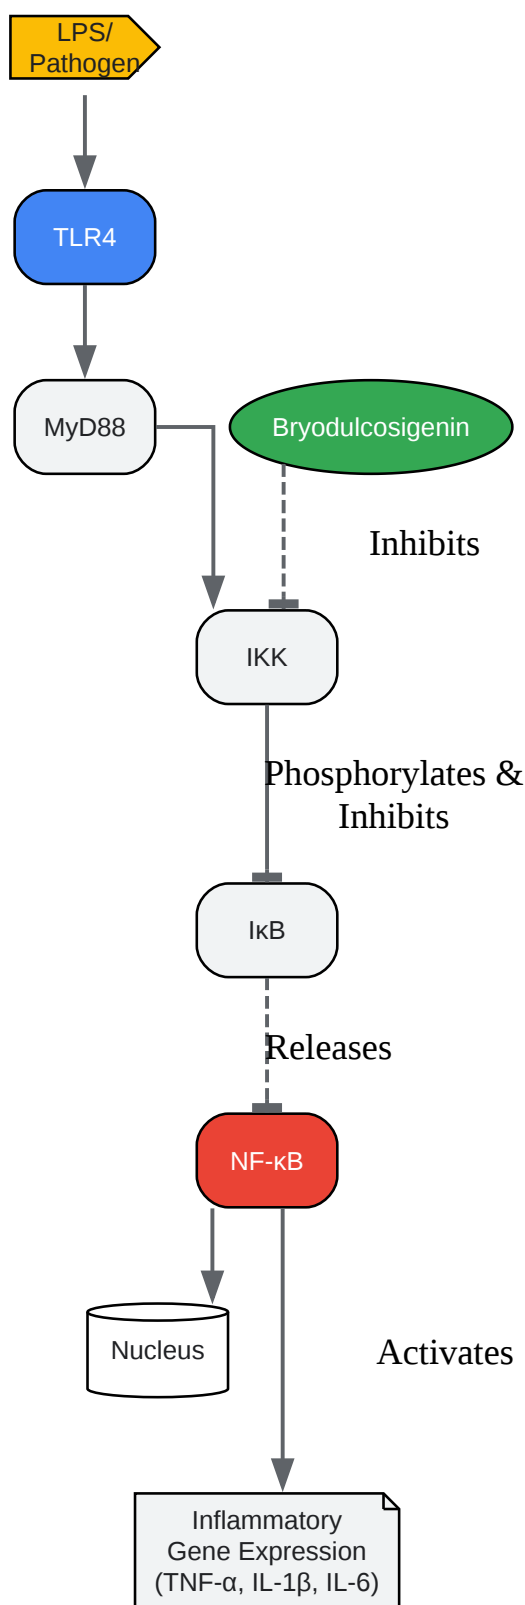 LPS/
Pathogen
TLR4
MyD88
Bryodulcosigenin
Inhibits
IKK
Phosphorylates &
Inhibits
IκB
Releases
NF-κB
Nucleus
Activates
Inflammatory
Gene Expression
(TNF-α, IL-1β, IL-6)